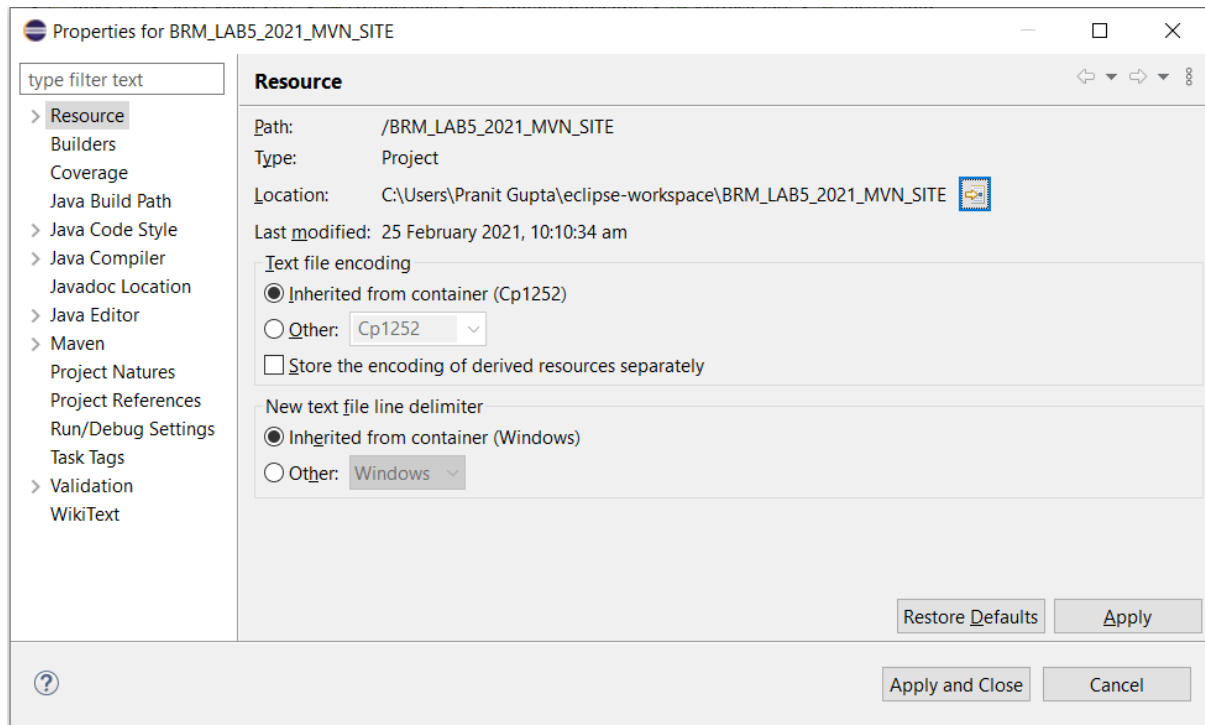 Properties for BRM_LAB5_2021_MVN_SITE
type filter text
Resource
Builders
Coverage
Java Build Path
Java Code Style
Java Compiler
Javadoc Location
Java Editor
Maven
Project Natures
Project References
Run/Debug Settings
Task Tags
Validation
WikiText
Resource
Path: /BRM_LAB5_2021_MVN_SITE
Type: Project
Location: C:\Users\Pranit Gupta\eclipse-workspace\BRM_LAB5_2021_MVN_SITE
Last modified: 25 February 2021, 10:10:34 am
Text file encoding
Inherited from container (Cp1252)
Other: Cp1252
Store the encoding of derived resources separately
New text file line delimiter
Inherited from container (Windows)
Other: Windows
Restore Defaults Apply
? Apply and Close Cancel